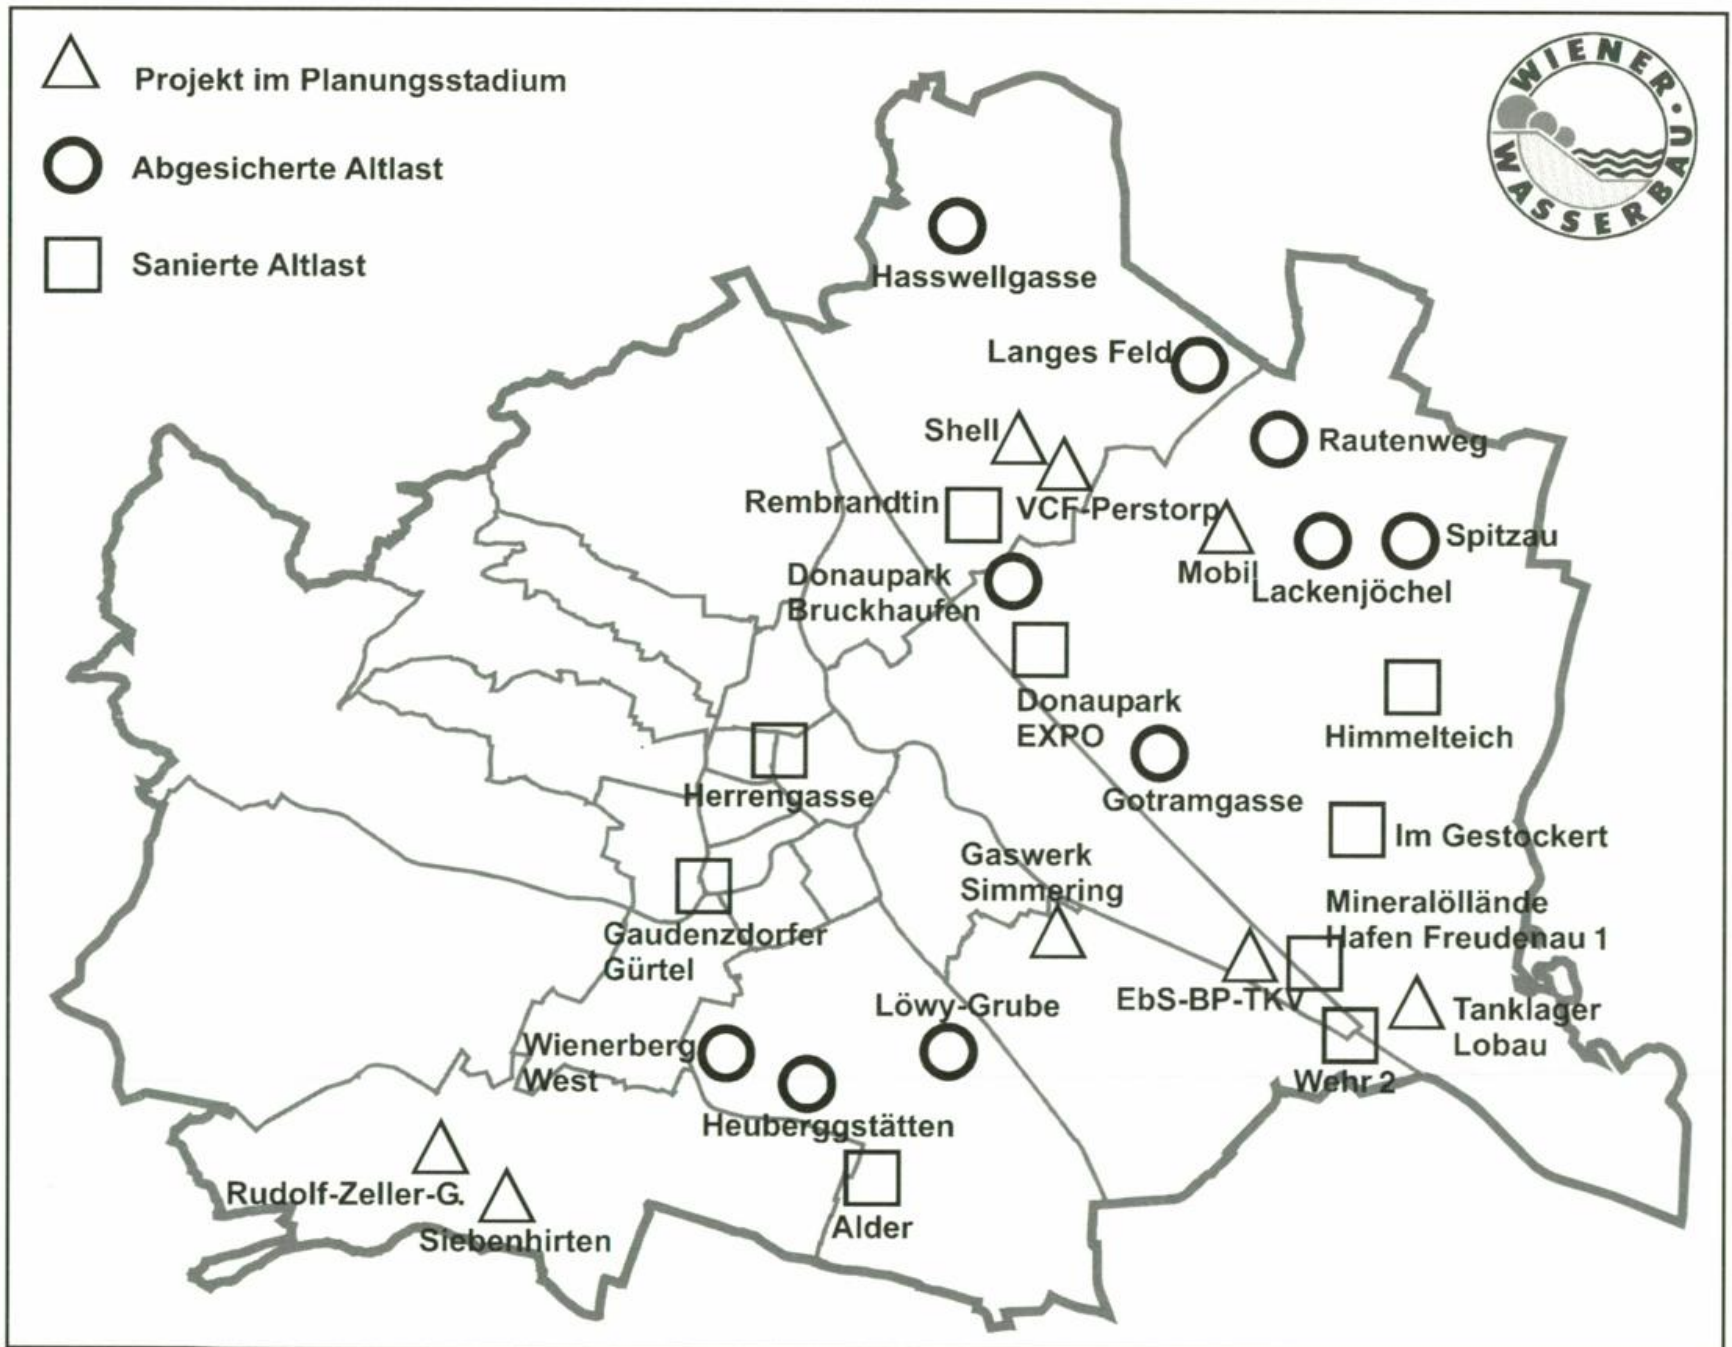 Projekt im Planungsstadium
Abgesicherte Altlast
Sanierte Altlast
WIENER · WASSERBAU
Hasswellgasse
Langes Feld
Shell
Rautenweg
Rembrandtin
VCF-Perstorp
Spitzau
Mobil
Lackenjöchel
Donaupark
Bruckhaufen
Donaupark
EXPO
Himmelteich
Herrengasse
Gotramgasse
Im Gestockert
Gaswerk
Simmering
Mineralöllände
Hafen Freudenau 1
Gaudenzdorfer
Gürtel
EbS-BP-TKV
Löwy-Grube
Tanklager
Lobau
Wienerberg
West
Wehr 2
Heuberggstätten
Rudolf-Zeller-G.
Siebenhirten
Alder